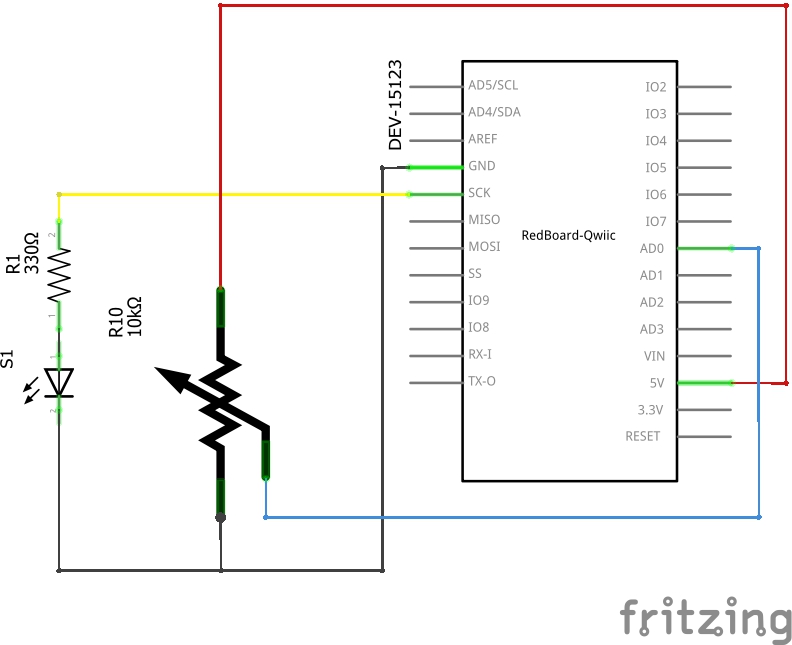 DEV-15123
AD5/SCL
AD4/SDA
AREF
GND
SCK
MISO
MOSI
SS
IO9
IO8
RX-I
TX-O
RedBoard-Qwiic
IO2
IO3
IO4
IO5
IO6
IO7
AD0
AD1
AD2
AD3
VIN
5V
3.3V
RESET
R1
330Ω
2
1
S1
1
2
R10
10kΩ
fritzing